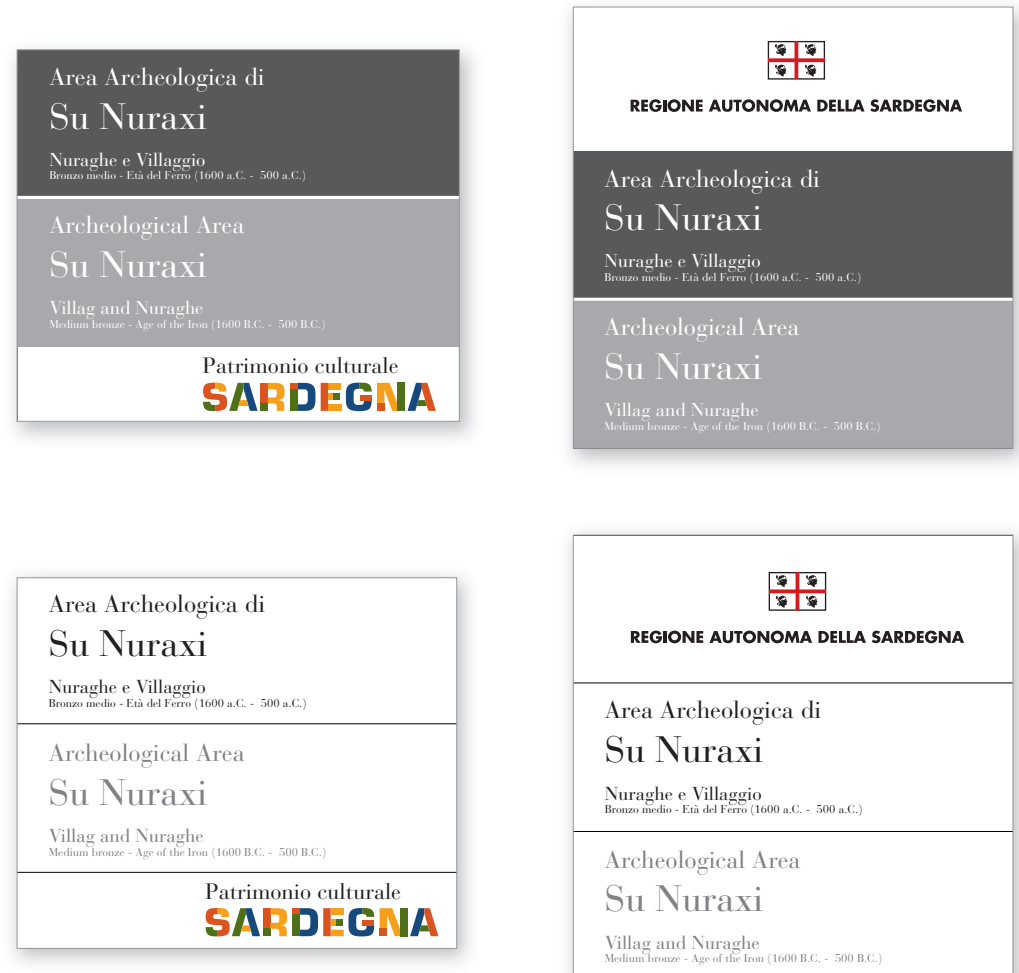 Area Archeologica di
Su Nuraxi
Nuraghe e Villaggio
Bronzo medio - Età del Ferro (1600 a.C. - 500 a.C.)
Archeological Area
Su Nuraxi
Villag and Nuraghe
Medium bronze - Age of the Iron (1600 B.C. - 500 B.C.)
Patrimonio culturale
SARDEGNA
REGIONE AUTONOMA DELLA SARDEGNA
Area Archeologica di
Su Nuraxi
Nuraghe e Villaggio
Bronzo medio - Età del Ferro (1600 a.C. - 500 a.C.)
Archeological Area
Su Nuraxi
Villag and Nuraghe
Medium bronze - Age of the Iron (1600 B.C. - 500 B.C.)
Area Archeologica di
Su Nuraxi
Nuraghe e Villaggio
Bronzo medio - Età del Ferro (1600 a.C. - 500 a.C.)
Archeological Area
Su Nuraxi
Villag and Nuraghe
Medium bronze - Age of the Iron (1600 B.C. - 500 B.C.)
Patrimonio culturale
SARDEGNA
REGIONE AUTONOMA DELLA SARDEGNA
Area Archeologica di
Su Nuraxi
Nuraghe e Villaggio
Bronzo medio - Età del Ferro (1600 a.C. - 500 a.C.)
Archeological Area
Su Nuraxi
Villag and Nuraghe
Medium bronze - Age of the Iron (1600 B.C. - 500 B.C.)